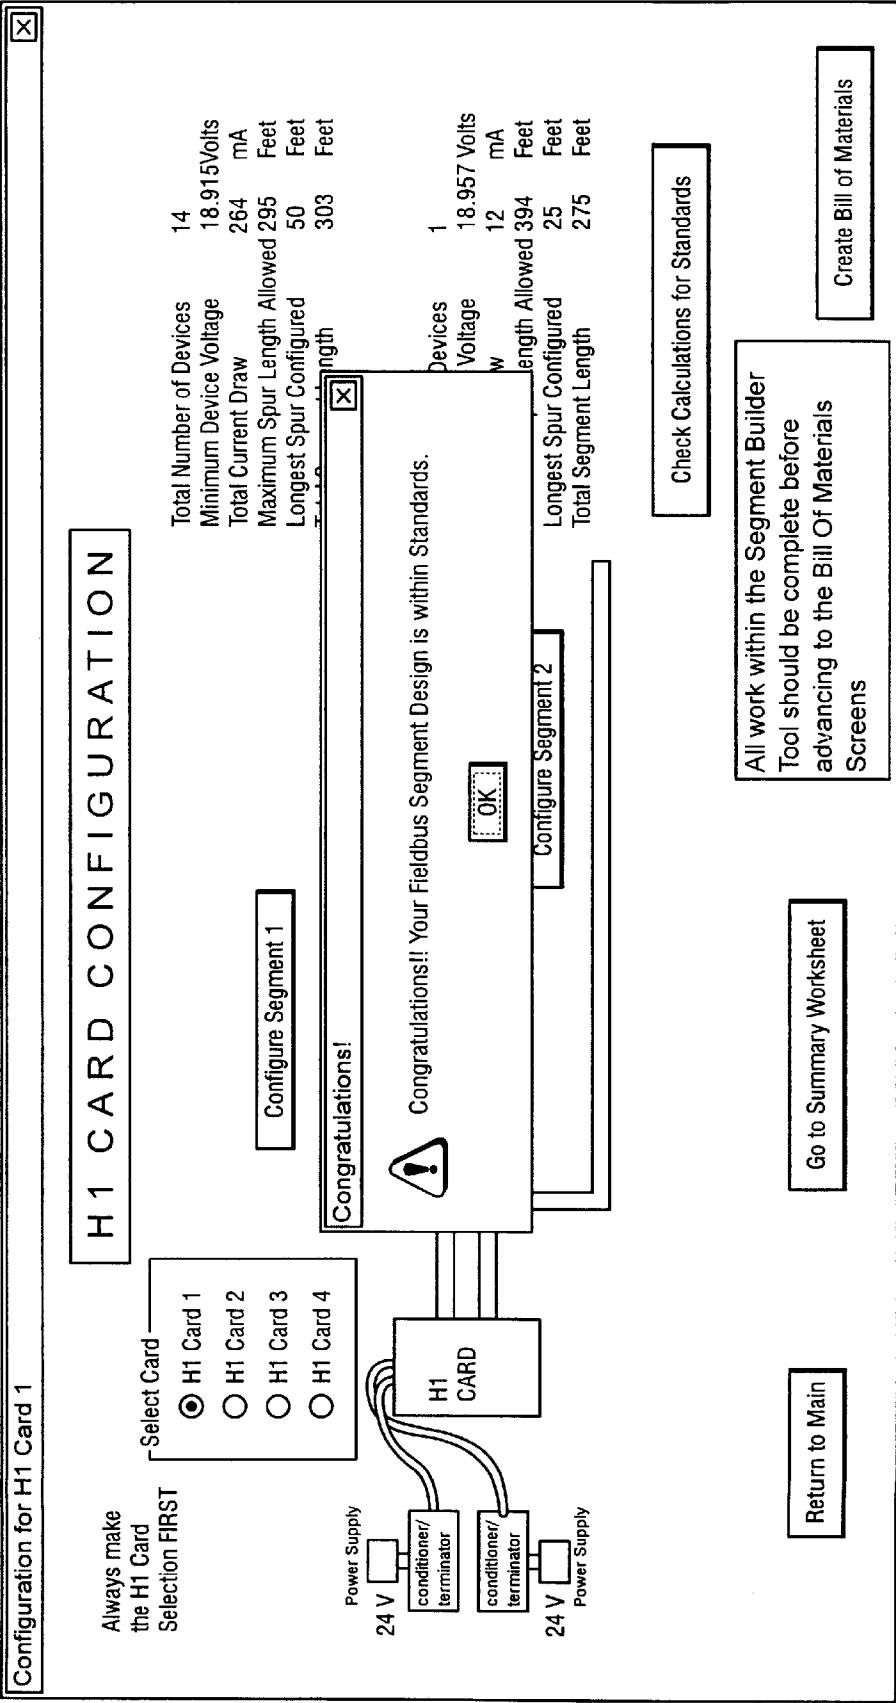 Configuration for H1 Card 1
H1 CARD CONFIGURATION
Always make
the H1 Card
Selection FIRST
Select Card
H1 Card 1
H1 Card 2
H1 Card 3
H1 Card 4
Configure Segment 1
Total Number of Devices 14
Minimum Device Voltage 18.915Volts
Total Current Draw 264 mA
Maximum Spur Length Allowed 295 Feet
Longest Spur Configured 50 Feet
303 Feet
Power Supply
24 V
conditioner/
terminator
conditioner/
terminator
24 V
Power Supply
H1
CARD
Congratulations!
Congratulations!! Your Fieldbus Segment Design is within Standards.
OK
Configure Segment 2
Devices 1
Voltage 18.957 Volts
12 mA
Length Allowed 394 Feet
Longest Spur Configured 25 Feet
Total Segment Length 275 Feet
Check Calculations for Standards
All work within the Segment Builder
Tool should be complete before
advancing to the Bill Of Materials
Screens
Return to Main
Go to Summary Worksheet
Create Bill of Materials